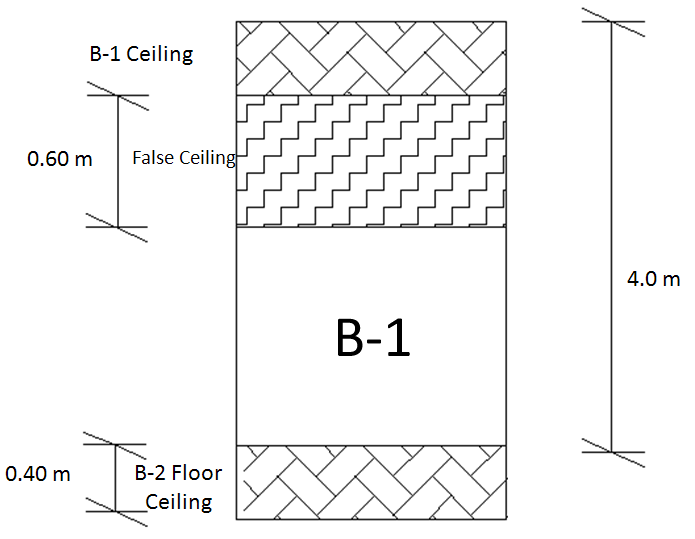 B-1 Ceiling
0.60 m
False Ceiling
4.0 m
B-1
0.40 m
B-2 Floor
Ceiling